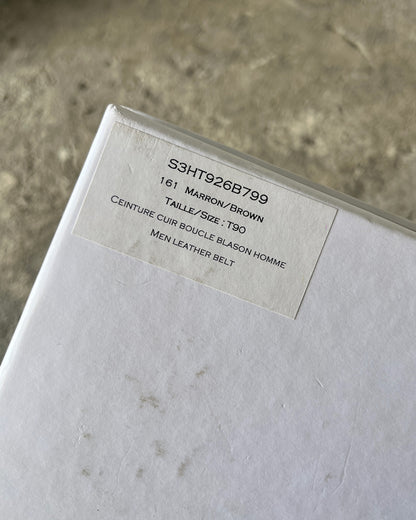 S3HT926B799
161 Marron/Brown
Taille/Size : T90
Ceinture cuir boucle blason homme
Men leather belt